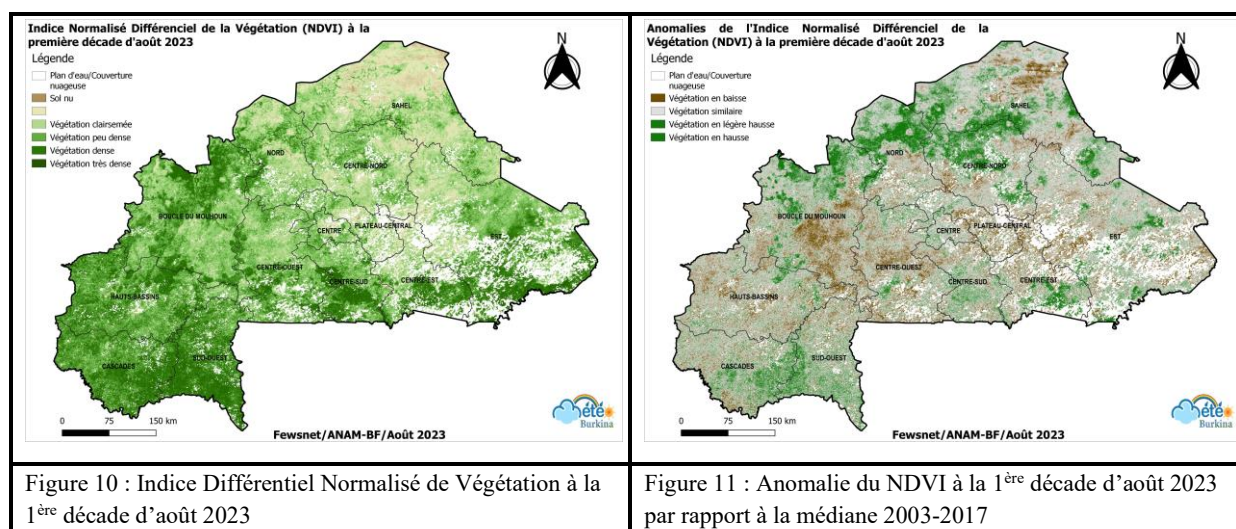 Indice Normalisé Différenciel de la Végétation (NDVI) à la
première décade d'août 2023
Légende
Plan d'eau/Couverture
nuageuse
Sol nu
Végétation clairsemée
Végétation peu dense
Végétation dense
Végétation très dense
N
SAHEL
NORD
CENTRE-NORD
BOUCLE DU MOUHOUN
CENTRE
PLATEAU-CENTRAL
EST
CENTRE-OUEST
CENTRE-SUD
CENTRE-EST
HAUTS-BASSINS
SUD-OUEST
CASCADES
0 75 150 km
Fewsnet/ANAM-BF/Août 2023
Météo
Burkina
Anomalies de l'Indice Normalisé Différenciel de la
Végétation (NDVI) à la première décade d'août 2023
Légende
Plan d'eau/Couverture
nuageuse
Végétation en baisse
Végétation similaire
Végétation en légère hausse
Végétation en hausse
N
SAHEL
NORD
CENTRE-NORD
BOUCLE DU MOUHOUN
CENTRE
PLATEAU-CENTRAL
EST
CENTRE-OUEST
CENTRE-SUD
CENTRE-EST
HAUTS-BASSINS
SUD-OUEST
CASCADES
0 75 150 km
Fewsnet/ANAM-BF/Août 2023
Météo
Burkina
Figure 10 : Indice Différentiel Normalisé de Végétation à la
1ère décade d’août 2023
Figure 11 : Anomalie du NDVI à la 1ère décade d’août 2023
par rapport à la médiane 2003-2017